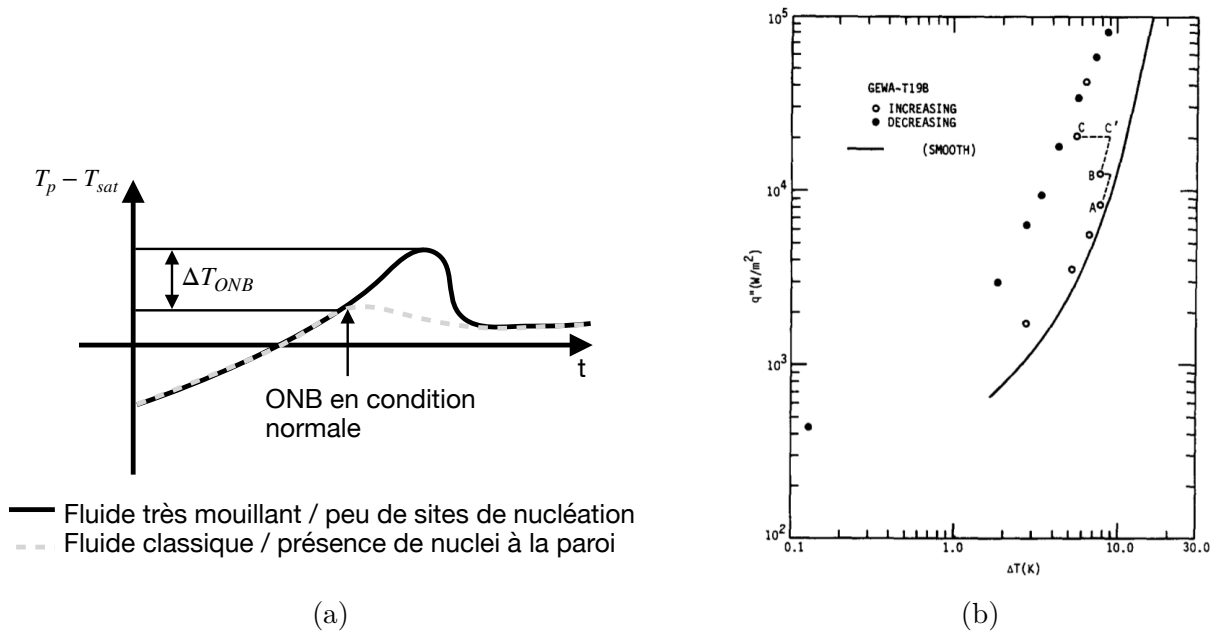 T_p − T_sat
ΔT_ONB
t
ONB en condition
normale
Fluide très mouillant / peu de sites de nucléation
Fluide classique / présence de nuclei à la paroi
(a)
10^5
10^4
10^3
10^2
q"(W/m^2)
GEWA-T19B
INCREASING
DECREASING
(SMOOTH)
C
C'
B
A
0.1
1.0
10.0
30.0
ΔT(K)
(b)